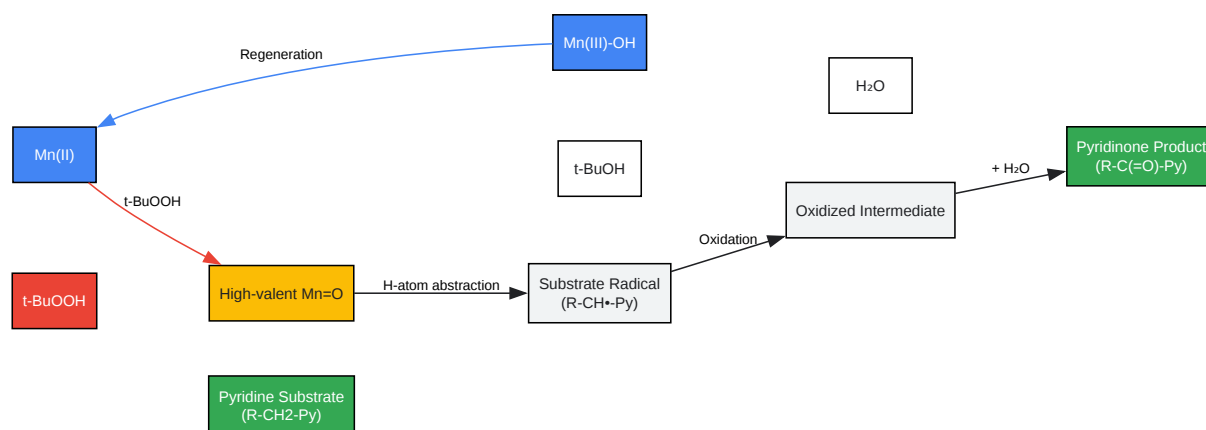 Mn(III)-OH
Regeneration
H₂O
Mn(II)
Pyridinone Product
(R-C(=O)-Py)
t-BuOH
+ H₂O
t-BuOOH
Oxidized Intermediate
Oxidation
t-BuOOH
High-valent Mn=O
H-atom abstraction
Substrate Radical
(R-CH•-Py)
Pyridine Substrate
(R-CH2-Py)